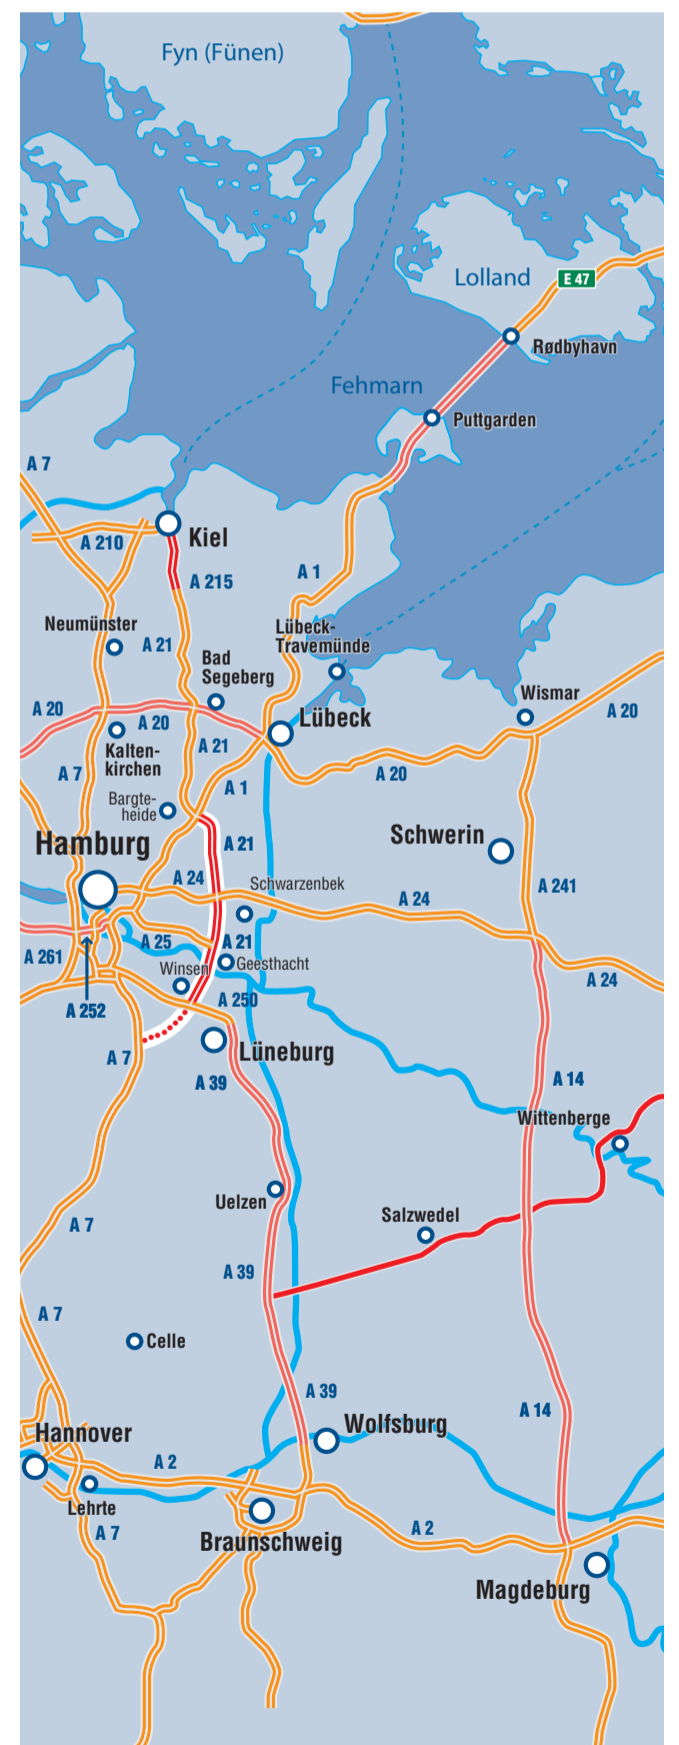 Fyn (Fünen)
Lolland
E 47
Rødbyhavn
Fehmarn
Puttgarden
A 7
Kiel
A 210
A 215
A 1
Neumünster
A 21
Lübeck-
Travemünde
Bad
Segeberg
Wismar
A 20
A 20
A 20
Lübeck
Kalten-
kirchen
A 21
A 7
A 20
A 1
Bargte-
heide
Hamburg
A 21
Schwerin
A 24
Schwarzenbek
A 241
A 24
A 25
A 21
A 261
Winsen
Geesthacht
A 24
A 252
A 250
A 7
Lüneburg
A 39
A 14
Wittenberge
Uelzen
Salzwedel
A 7
A 39
A 7
Celle
A 39
A 14
Hannover
Wolfsburg
A 2
Lehrte
A 7
Braunschweig
A 2
Magdeburg